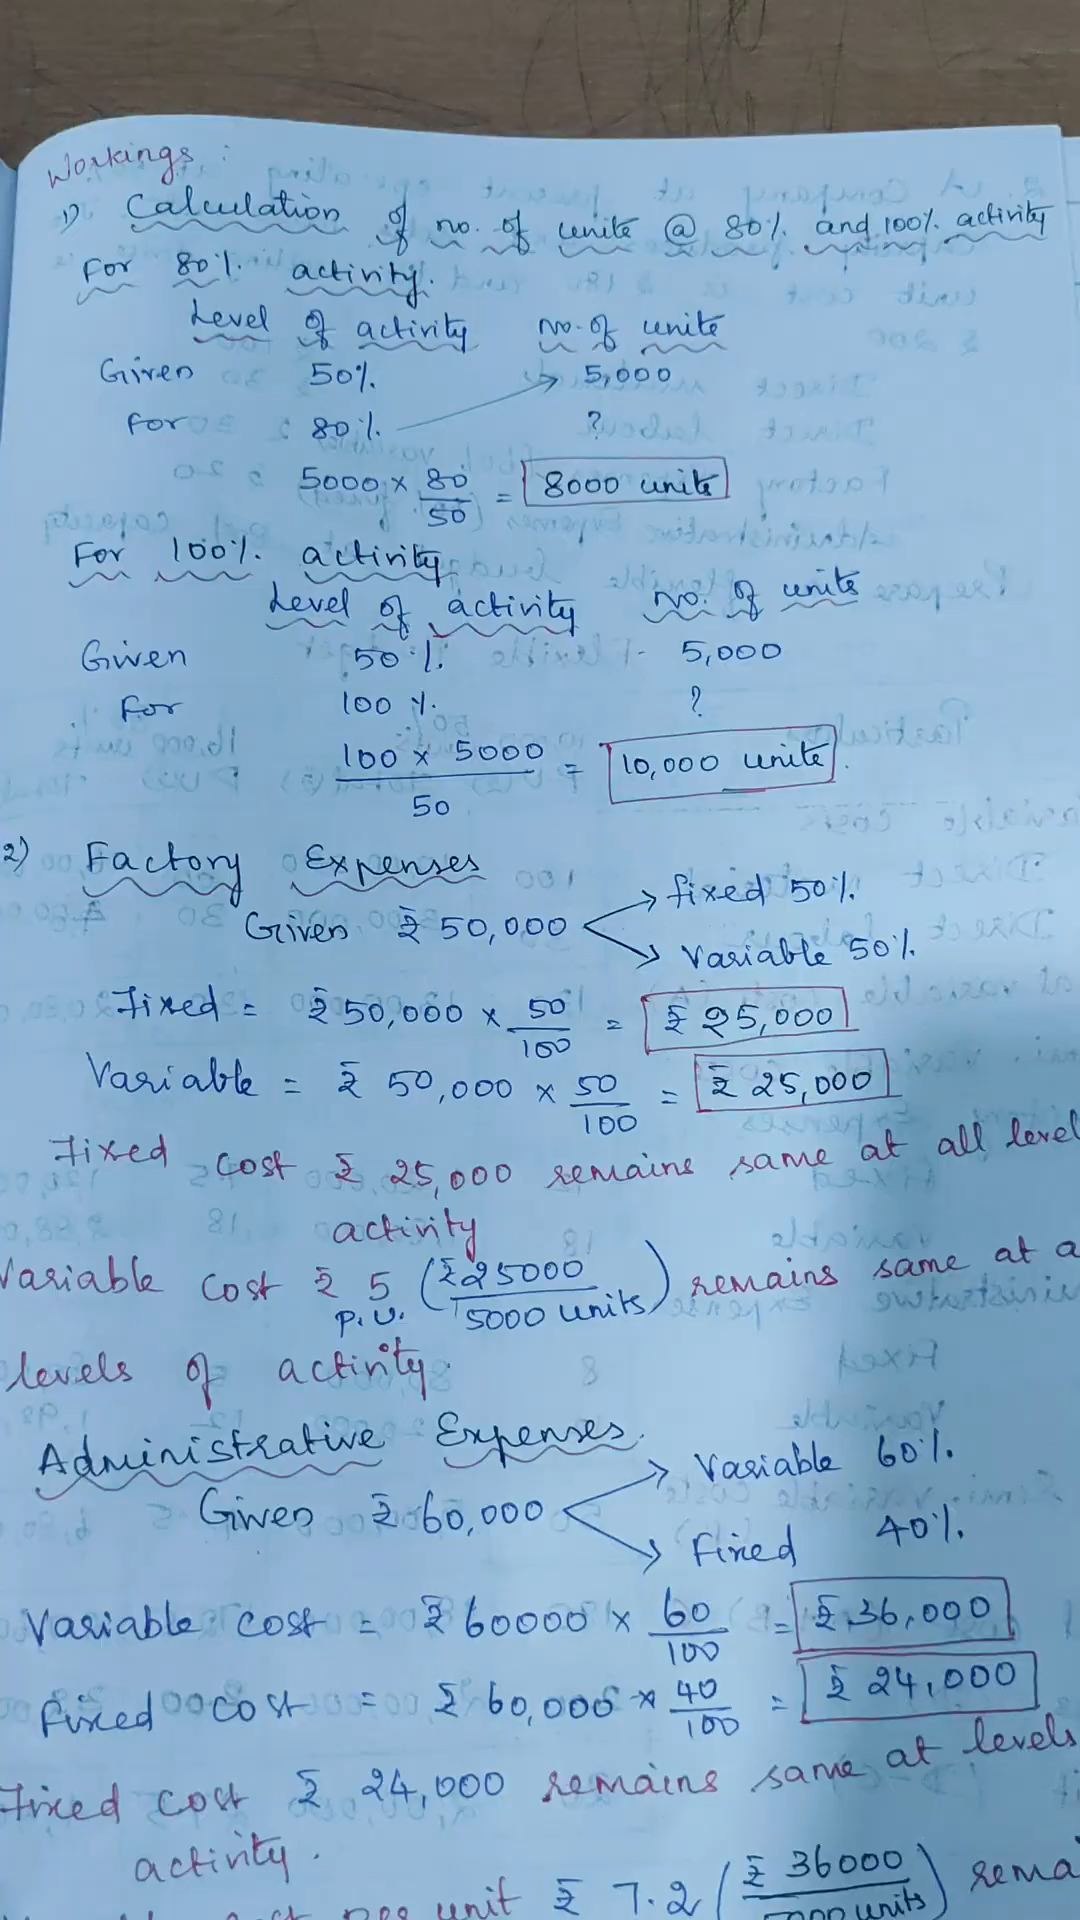 Workings :
1) Calculation of no. of units @ 80% and 100% activity
For 80% activity.
Level of activity no. of units
Given 50% 5,000
For 80% ?
5000 × 80/50 = 8000 units
For 100% activity
Level of activity no. of units
Given 50% - 5,000
For 100 % ?
100 × 5000/50 = 10,000 units.
2) Factory Expenses
Given ₹ 50,000 → fixed 50%
→ Variable 50%
Fixed = ₹ 50,000 × 50/100 = ₹ 25,000
Variable = ₹ 50,000 × 50/100 = ₹ 25,000
Fixed cost ₹ 25,000 remains same at all level
activity
Variable cost ₹ 5 p.u. (₹25000/5000 units) remains same at a
levels of activity.
Administrative Expenses.
Given ₹ 60,000 → Variable 60%
→ Fixed 40%
Variable cost = ₹ 60000 × 60/100 = ₹ 36,000
Fixed cost = ₹ 60,000 × 40/100 = ₹ 24,000
Fixed cost ₹ 24,000 remains same at levels
activity.
per unit ₹ 7.2 (₹ 36000/5000 units) rema